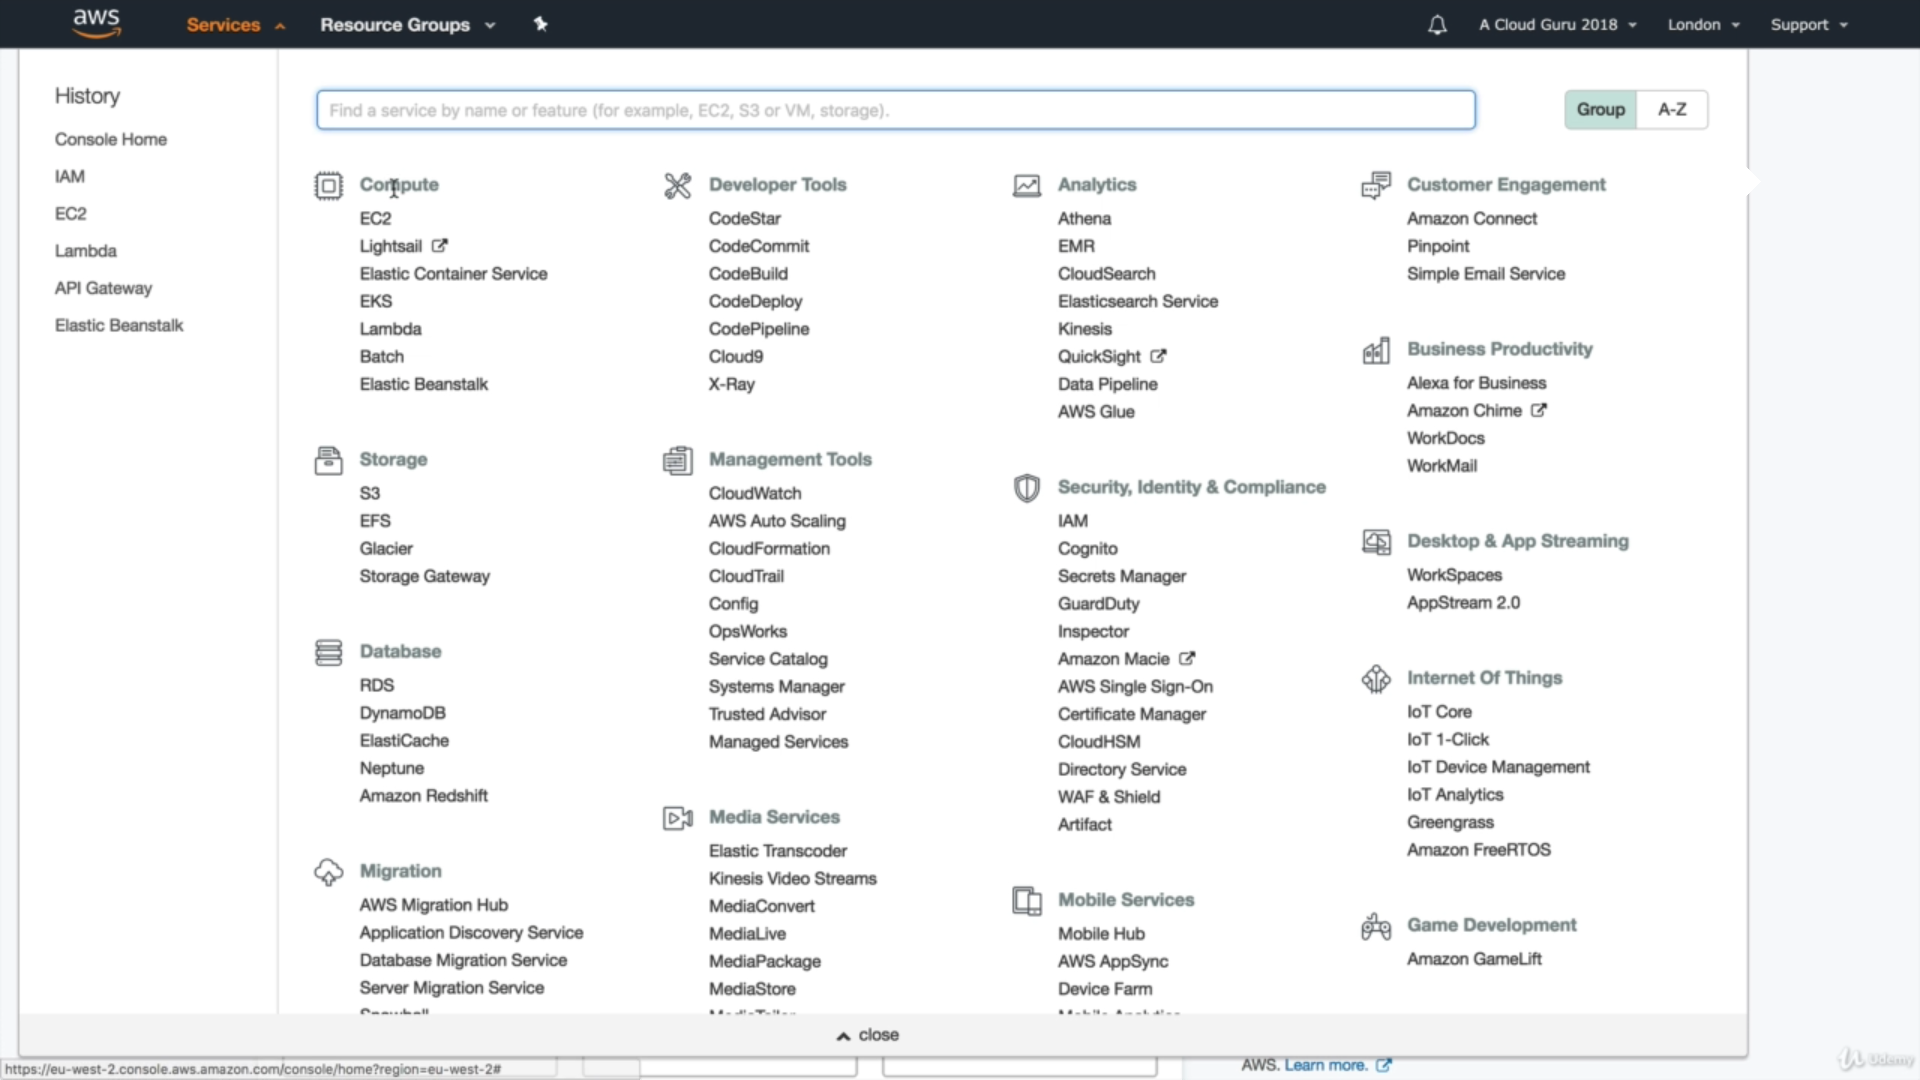 aws
Services
Resource Groups
A Cloud Guru 2018
London
Support
History
Console Home
IAM
EC2
Lambda
API Gateway
Elastic Beanstalk
Find a service by name or feature (for example, EC2, S3 or VM, storage).
Group
A-Z
Compute
EC2
Lightsail
Elastic Container Service
EKS
Lambda
Batch
Elastic Beanstalk
Storage
S3
EFS
Glacier
Storage Gateway
Database
RDS
DynamoDB
ElastiCache
Neptune
Amazon Redshift
Migration
AWS Migration Hub
Application Discovery Service
Database Migration Service
Server Migration Service
Snowball
Developer Tools
CodeStar
CodeCommit
CodeBuild
CodeDeploy
CodePipeline
Cloud9
X-Ray
Management Tools
CloudWatch
AWS Auto Scaling
CloudFormation
CloudTrail
Config
OpsWorks
Service Catalog
Systems Manager
Trusted Advisor
Managed Services
Media Services
Elastic Transcoder
Kinesis Video Streams
MediaConvert
MediaLive
MediaPackage
MediaStore
MediaTailor
Analytics
Athena
EMR
CloudSearch
Elasticsearch Service
Kinesis
QuickSight
Data Pipeline
AWS Glue
Security, Identity & Compliance
IAM
Cognito
Secrets Manager
GuardDuty
Inspector
Amazon Macie
AWS Single Sign-On
Certificate Manager
CloudHSM
Directory Service
WAF & Shield
Artifact
Mobile Services
Mobile Hub
AWS AppSync
Device Farm
Mobile Analytics
Customer Engagement
Amazon Connect
Pinpoint
Simple Email Service
Business Productivity
Alexa for Business
Amazon Chime
WorkDocs
WorkMail
Desktop & App Streaming
WorkSpaces
AppStream 2.0
Internet Of Things
IoT Core
IoT 1-Click
IoT Device Management
IoT Analytics
Greengrass
Amazon FreeRTOS
Game Development
Amazon GameLift
close
AWS. Learn more.
https://eu-west-2.console.aws.amazon.com/console/home?region=eu-west-2#
Udemy